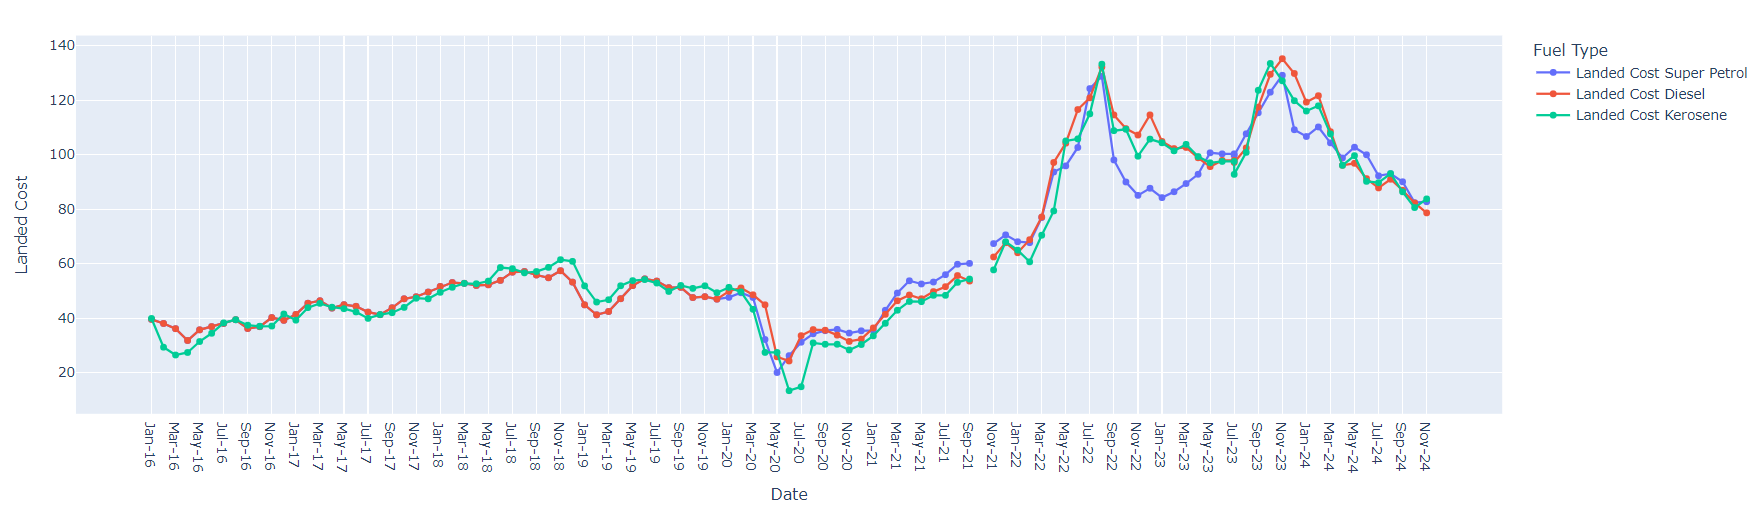 Fuel Type
Landed Cost Super Petrol
Landed Cost Diesel
Landed Cost Kerosene
Landed Cost
140
120
100
80
60
40
20
Jan-16
Mar-16
May-16
Jul-16
Sep-16
Nov-16
Jan-17
Mar-17
May-17
Jul-17
Sep-17
Nov-17
Jan-18
Mar-18
May-18
Jul-18
Sep-18
Nov-18
Jan-19
Mar-19
May-19
Jul-19
Sep-19
Nov-19
Jan-20
Mar-20
May-20
Jul-20
Sep-20
Nov-20
Jan-21
Mar-21
May-21
Jul-21
Sep-21
Nov-21
Jan-22
Mar-22
May-22
Jul-22
Sep-22
Nov-22
Jan-23
Mar-23
May-23
Jul-23
Sep-23
Nov-23
Jan-24
Mar-24
May-24
Jul-24
Sep-24
Nov-24
Date